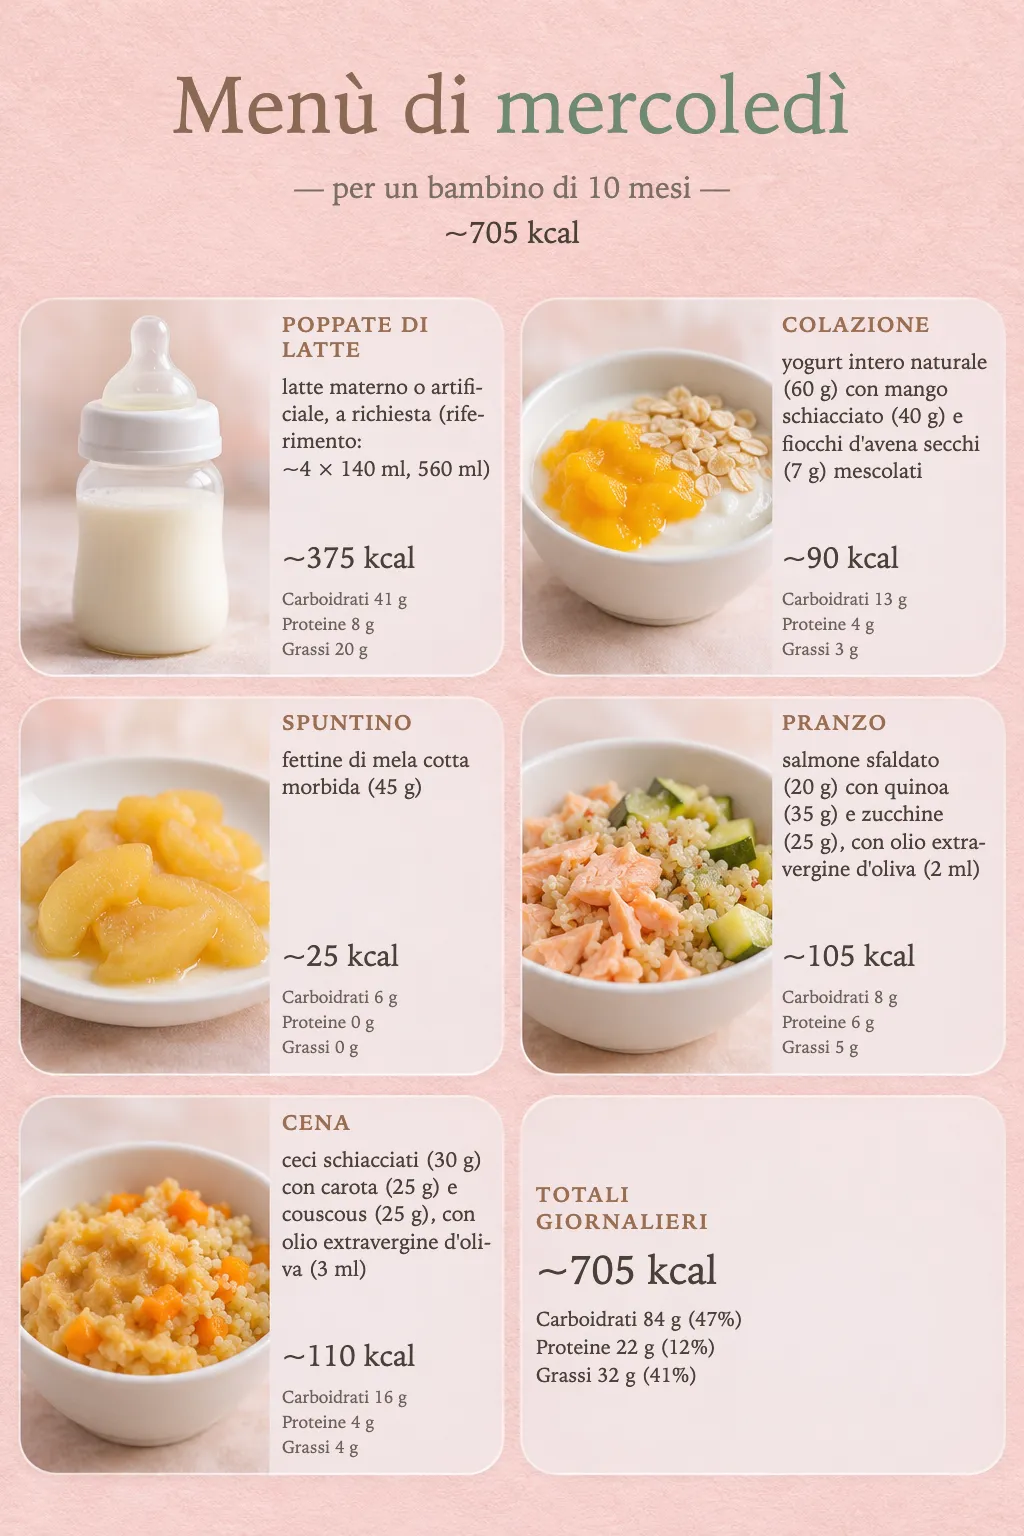 Menù di mercoledì
— per un bambino di 10 mesi —
~705 kcal
POPPATE DI
LATTE
latte materno o artifi-
ciale, a richiesta (rife-
rimento:
~4 × 140 ml, 560 ml)
~375 kcal
Carboidrati 41 g
Proteine 8 g
Grassi 20 g
COLAZIONE
yogurt intero naturale
(60 g) con mango
schiacciato (40 g) e
fiocchi d'avena secchi
(7 g) mescolati
~90 kcal
Carboidrati 13 g
Proteine 4 g
Grassi 3 g
SPUNTINO
fettine di mela cotta
morbida (45 g)
~25 kcal
Carboidrati 6 g
Proteine 0 g
Grassi 0 g
PRANZO
salmone sfaldato
(20 g) con quinoa
(35 g) e zucchine
(25 g), con olio extra-
vergine d'oliva (2 ml)
~105 kcal
Carboidrati 8 g
Proteine 6 g
Grassi 5 g
CENA
ceci schiacciati (30 g)
con carota (25 g) e
couscous (25 g), con
olio extravergine d'oli-
va (3 ml)
~110 kcal
Carboidrati 16 g
Proteine 4 g
Grassi 4 g
TOTALI
GIORNALIERI
~705 kcal
Carboidrati 84 g (47%)
Proteine 22 g (12%)
Grassi 32 g (41%)